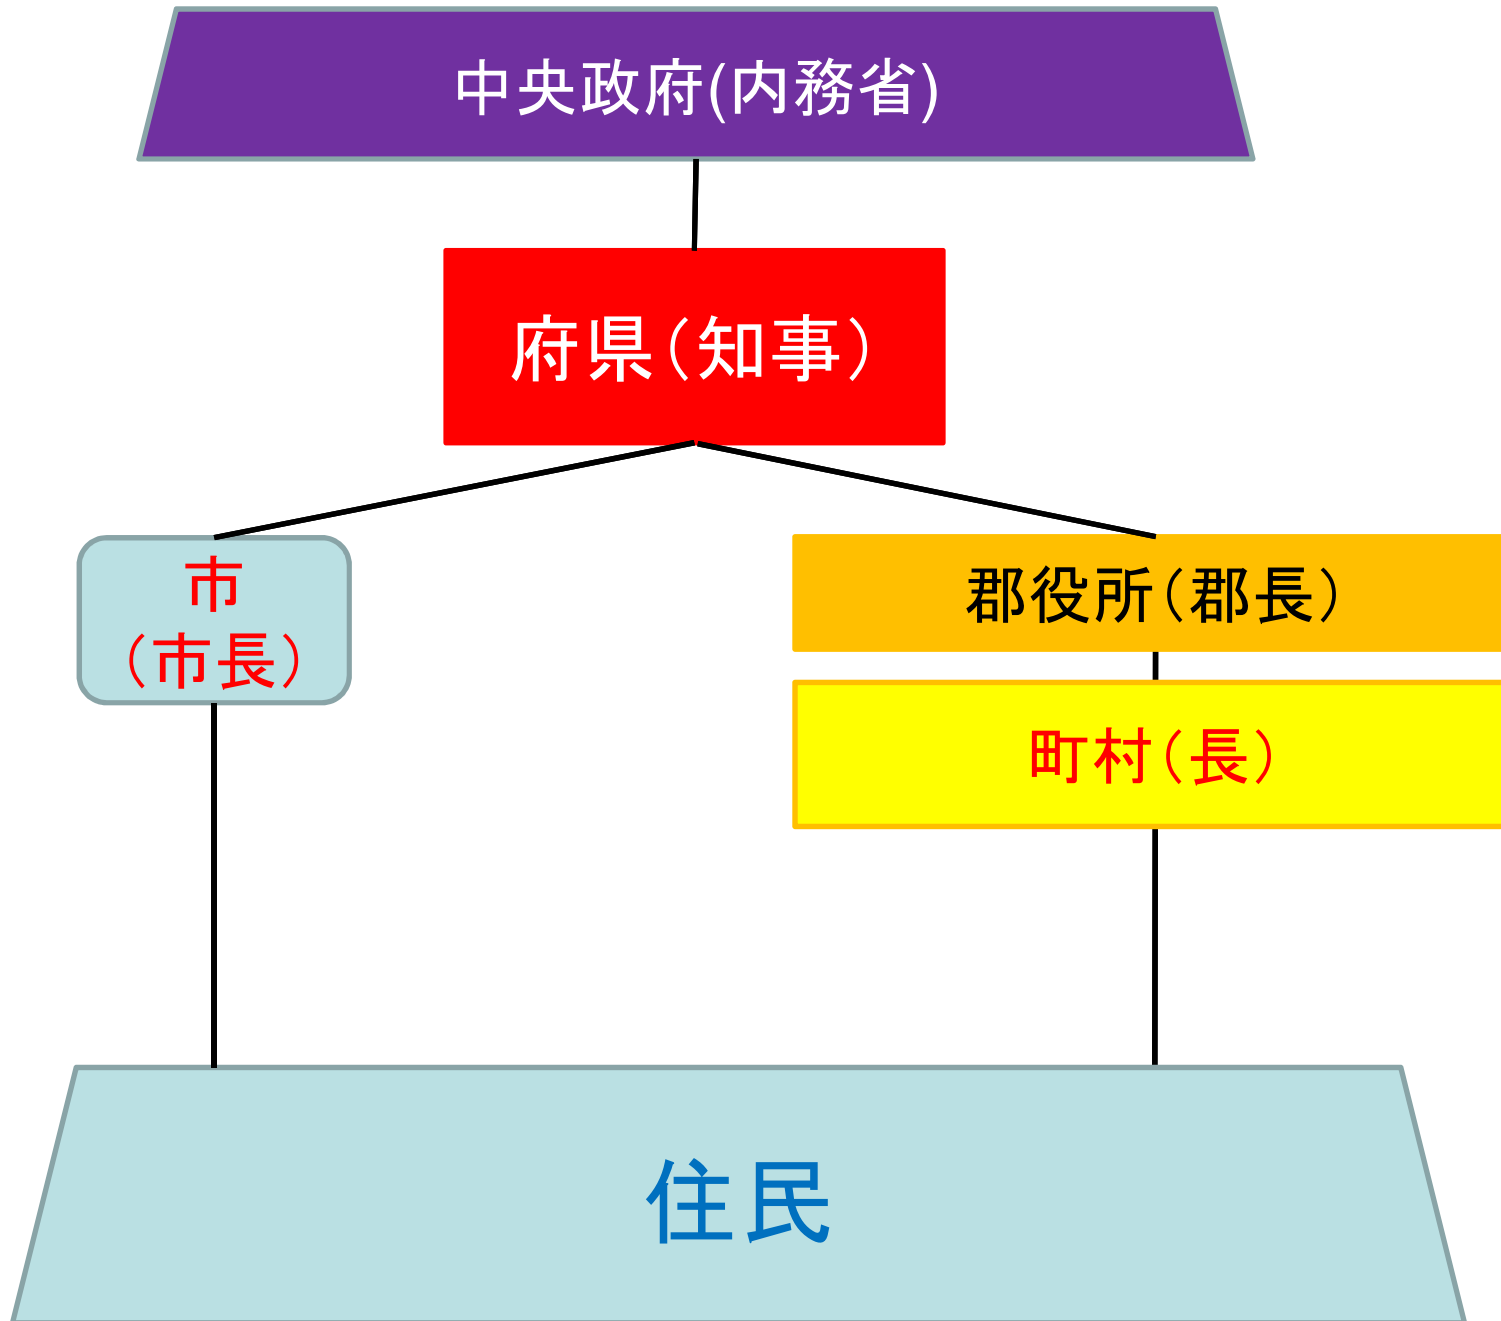 中央政府(内務省)
府県（知事）
市
（市長）
郡役所（郡長）
町村（長）
住民